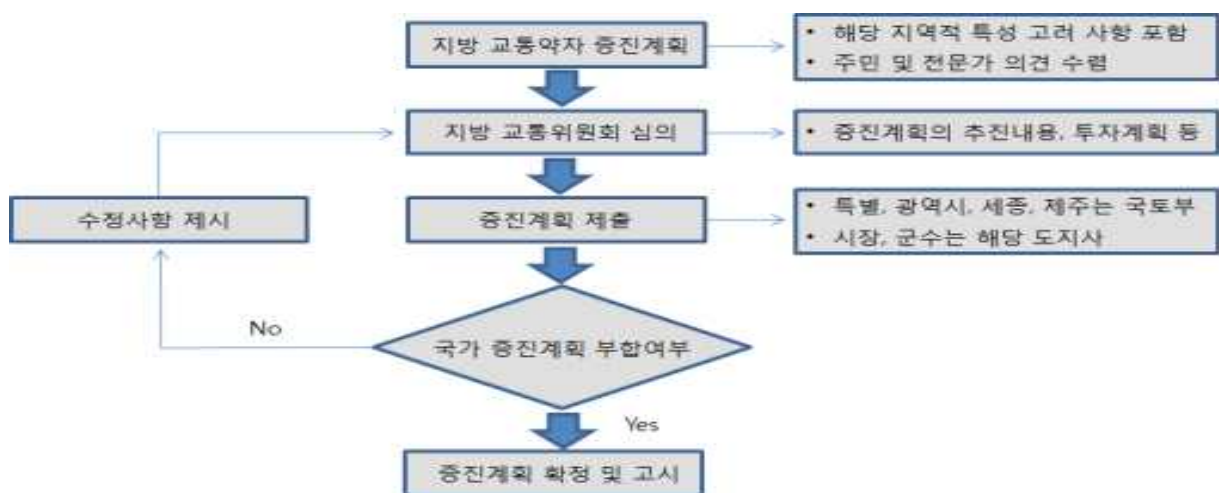 지방 교통약자 증진계획
• 해당 지역적 특성 고려 사항 포함
• 주민 및 전문가 의견 수렴
지방 교통위원회 심의
• 증진계획의 추진내용, 투자계획 등
수정사항 제시
증진계획 제출
• 특별, 광역시, 세종, 제주는 국토부
• 시장, 군수는 해당 도지사
No
국가 증진계획 부합여부
Yes
증진계획 확정 및 고시